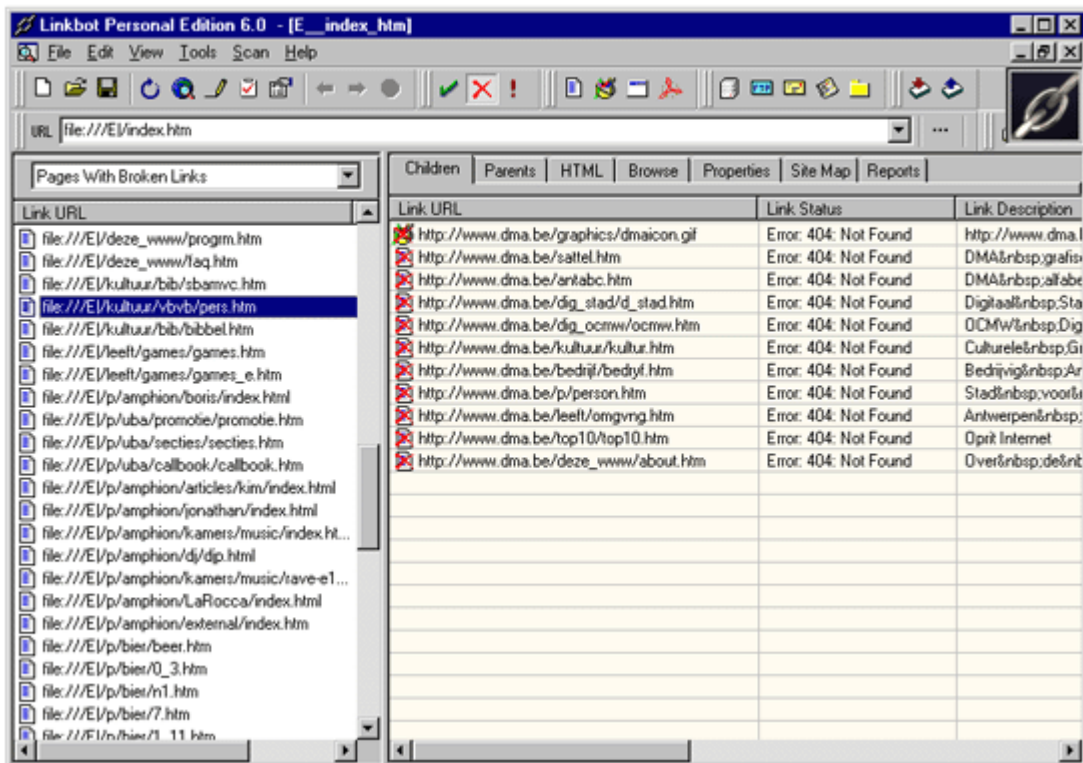 Linkbot Personal Edition 6.0 - [E__index_htm]
File Edit View Tools Scan Help
URL file:///E|/index.htm
Pages With Broken Links
Link URL
file:///E|/deze_www/progrm.htm
file:///E|/deze_www/faq.htm
file:///E|/kultuur/bib/sbamvc.htm
file:///E|/kultuur/vbvb/pers.htm
file:///E|/kultuur/bib/bibbel.htm
file:///E|/leeft/games/games.htm
file:///E|/leeft/games/games_e.htm
file:///E|/p/amphion/boris/index.html
file:///E|/p/uba/promotie/promotie.htm
file:///E|/p/uba/secties/secties.htm
file:///E|/p/uba/callbook/callbook.htm
file:///E|/p/amphion/articles/kim/index.html
file:///E|/p/amphion/jonathan/index.html
file:///E|/p/amphion/kamers/music/index.ht...
file:///E|/p/amphion/dj/djp.html
file:///E|/p/amphion/kamers/music/rave-e1...
file:///E|/p/amphion/LaRocca/index.html
file:///E|/p/amphion/external/index.htm
file:///E|/p/bier/beer.htm
file:///E|/p/bier/0_3.htm
file:///E|/p/bier/n1.htm
file:///E|/p/bier/7.htm
file:///E|/p/bier/1_11.htm
Children Parents HTML Browse Properties Site Map Reports
Link URL Link Status Link Description
http://www.dma.be/graphics/dmaicon.gif Error: 404: Not Found http://www.dma.
http://www.dma.be/sattel.htm Error: 404: Not Found DMA&nbsp;grafis
http://www.dma.be/antabc.htm Error: 404: Not Found DMA&nbsp;alfabe
http://www.dma.be/dig_stad/d_stad.htm Error: 404: Not Found Digitaal&nbsp;Sta
http://www.dma.be/dig_ocmw/ocmw.htm Error: 404: Not Found OCMW&nbsp;Dig
http://www.dma.be/kultuur/kultur.htm Error: 404: Not Found Culturele&nbsp;Gi
http://www.dma.be/bedrijf/bedryf.htm Error: 404: Not Found Bedrijvig&nbsp;An
http://www.dma.be/p/person.htm Error: 404: Not Found Stad&nbsp;voor&
http://www.dma.be/leeft/omgvng.htm Error: 404: Not Found Antwerpen&nbsp;
http://www.dma.be/top10/top10.htm Error: 404: Not Found Oprit Internet
http://www.dma.be/deze_www/about.htm Error: 404: Not Found Over&nbsp;de&nb